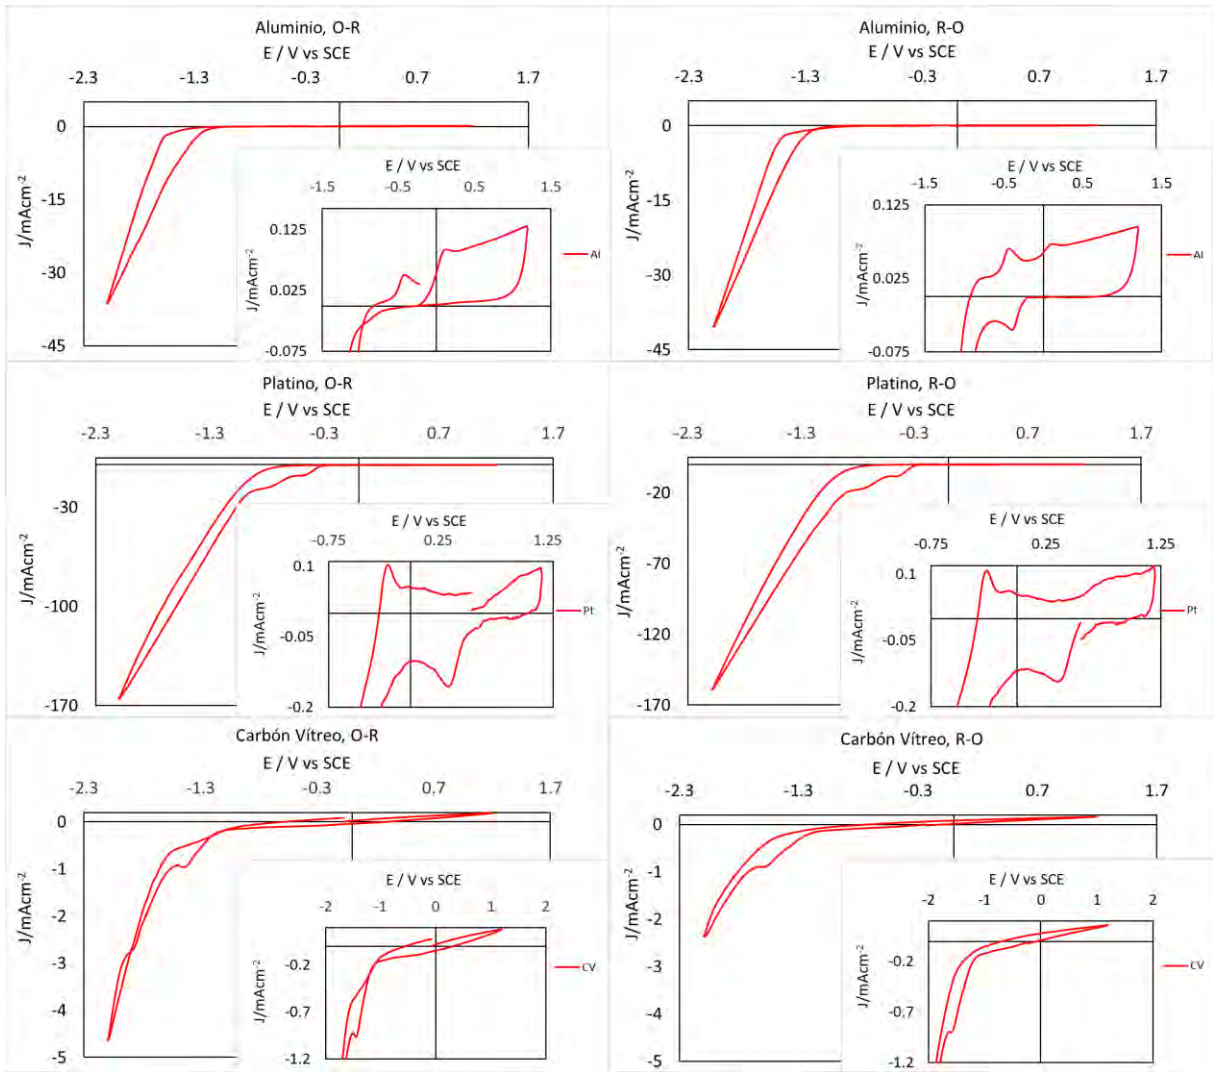 Aluminio, O-R
E / V vs SCE
-2.3 -1.3 -0.3 0.7 1.7
0
-15
-30
-45
J/mAcm-2
E / V vs SCE
-1.5 -0.5 0.5 1.5
0.125
0.025
-0.075
J/mAcm-2
Al
Aluminio, R-O
E / V vs SCE
-2.3 -1.3 -0.3 0.7 1.7
0
-15
-30
-45
J/mAcm-2
E / V vs SCE
-1.5 -0.5 0.5 1.5
0.125
0.025
-0.075
J/mAcm-2
Al
Platino, O-R
E / V vs SCE
-2.3 -1.3 -0.3 0.7 1.7
-30
-100
-170
J/mAcm-2
E / V vs SCE
-0.75 0.25 1.25
0.1
-0.05
-0.2
J/mAcm-2
Pt
Platino, R-O
E / V vs SCE
-2.3 -1.3 -0.3 0.7 1.7
-20
-70
-120
-170
J/mAcm-2
E / V vs SCE
-0.75 0.25 1.25
0.1
-0.05
-0.2
J/mAcm-2
Pt
Carbón Vítreo, O-R
E / V vs SCE
-2.3 -1.3 -0.3 0.7 1.7
0
-1
-2
-3
-4
-5
J/mAcm-2
E / V vs SCE
-2 -1 0 1 2
-0.2
-0.7
-1.2
J/mAcm-2
CV
Carbón Vítreo, R-O
E / V vs SCE
-2.3 -1.3 -0.3 0.7 1.7
0
-1
-2
-3
-4
-5
J/mAcm-2
E / V vs SCE
-2 -1 0 1 2
-0.2
-0.7
-1.2
J/mAcm-2
CV